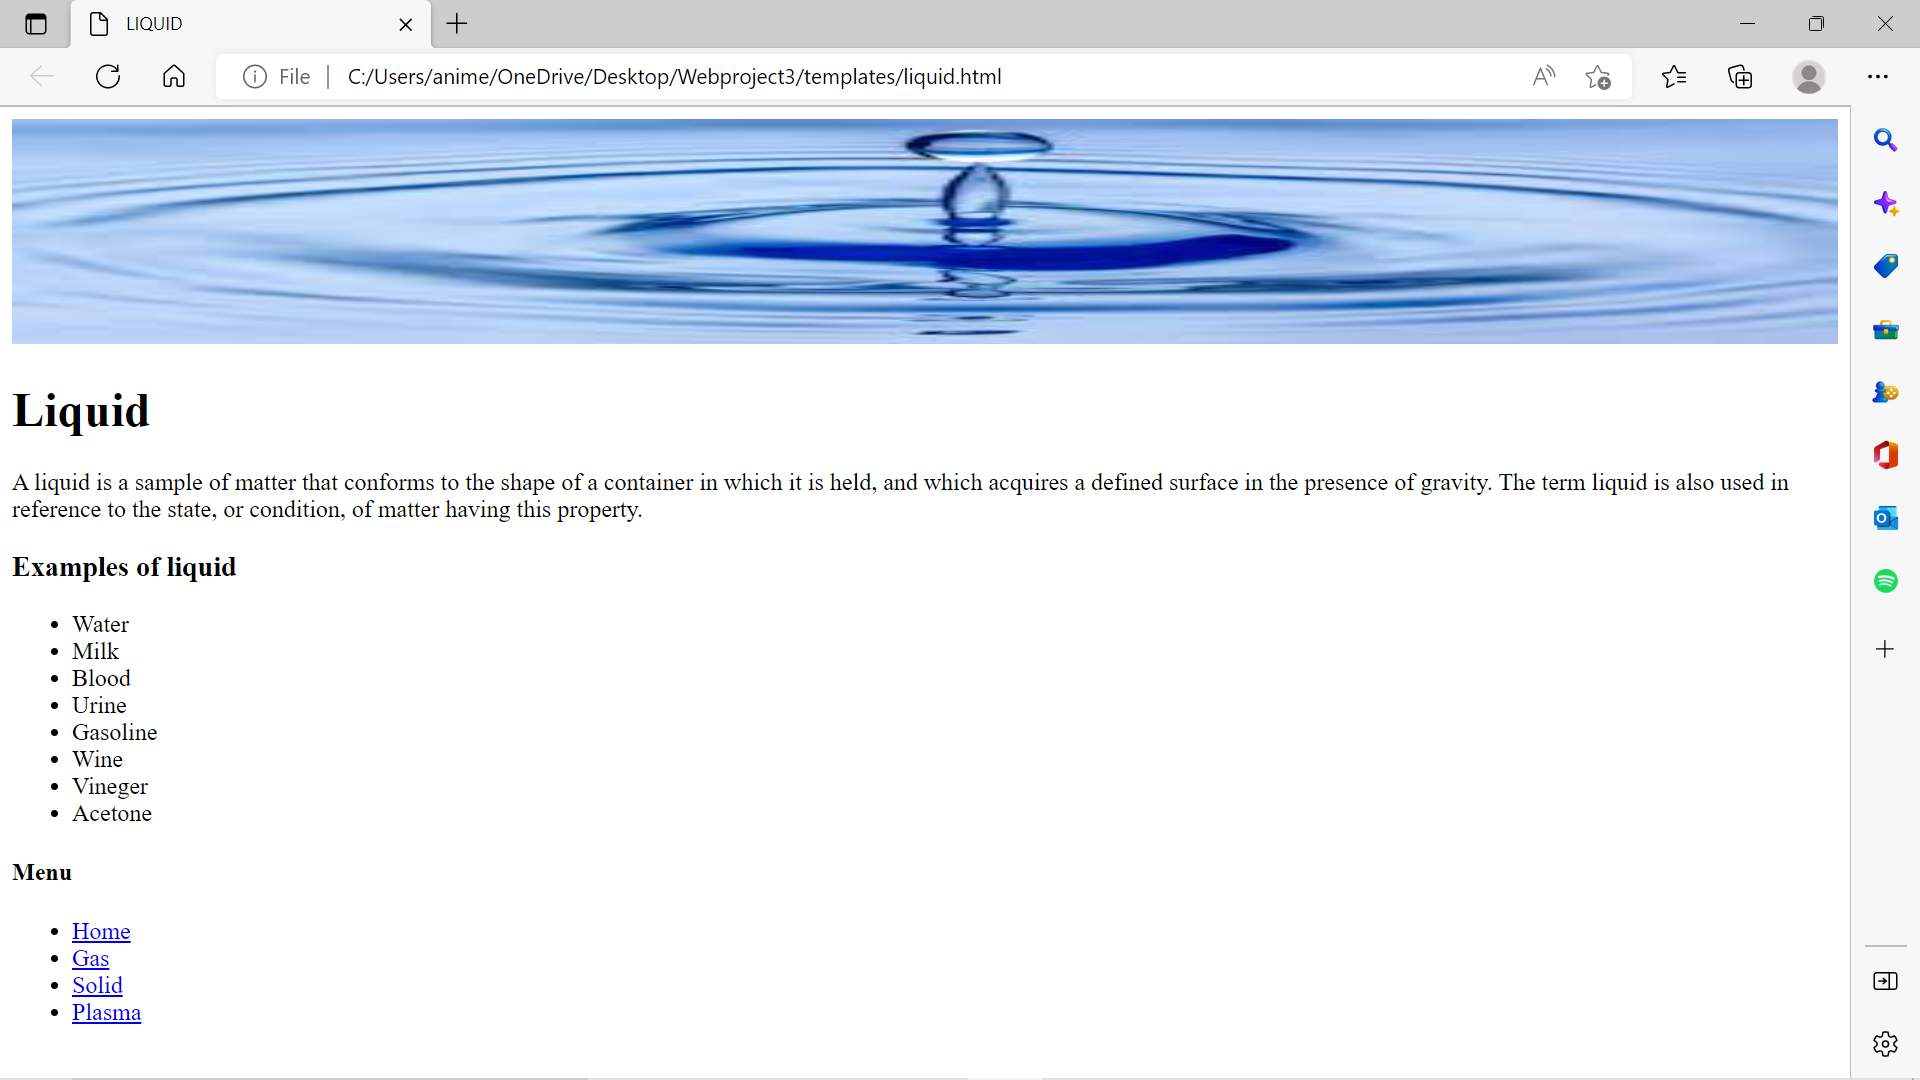 LIQUID
File
C:/Users/anime/OneDrive/Desktop/Webproject3/templates/liquid.html
Liquid
A liquid is a sample of matter that conforms to the shape of a container in which it is held, and which acquires a defined surface in the presence of gravity. The term liquid is also used in
reference to the state, or condition, of matter having this property.
Examples of liquid
Water
Milk
Blood
Urine
Gasoline
Wine
Vineger
Acetone
Menu
Home
Gas
Solid
Plasma